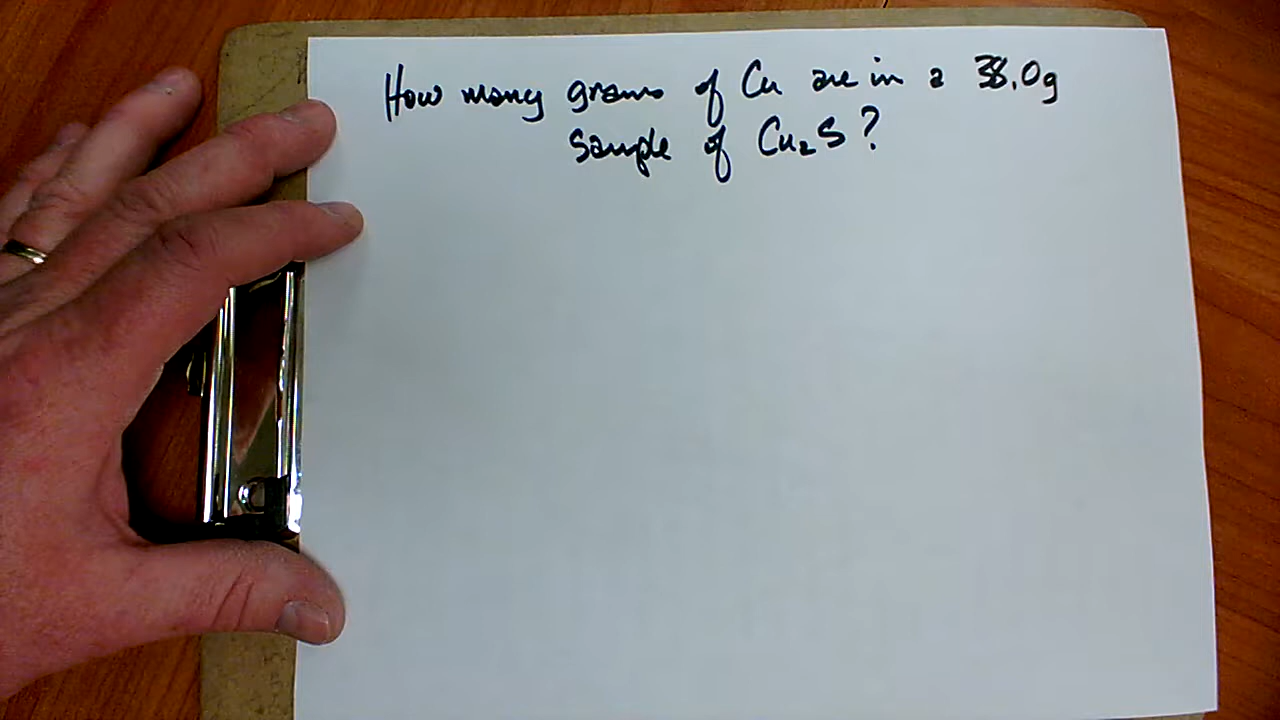 How many grams of Cu are in a 38.0g
sample of Cu₂S?